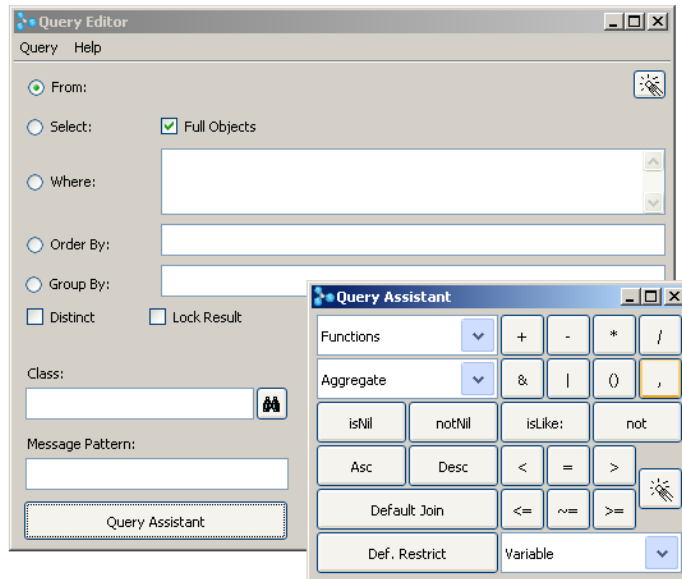 Query Editor
Query Help
From:
Select: Full Objects
Where:
Order By:
Group By:
Distinct Lock Result
Class:
Message Pattern:
Query Assistant
Query Assistant
Functions + - * /
Aggregate & | () ,
isNil notNil isLike: not
Asc Desc < = >
Default Join <= ~= >=
Def. Restrict Variable